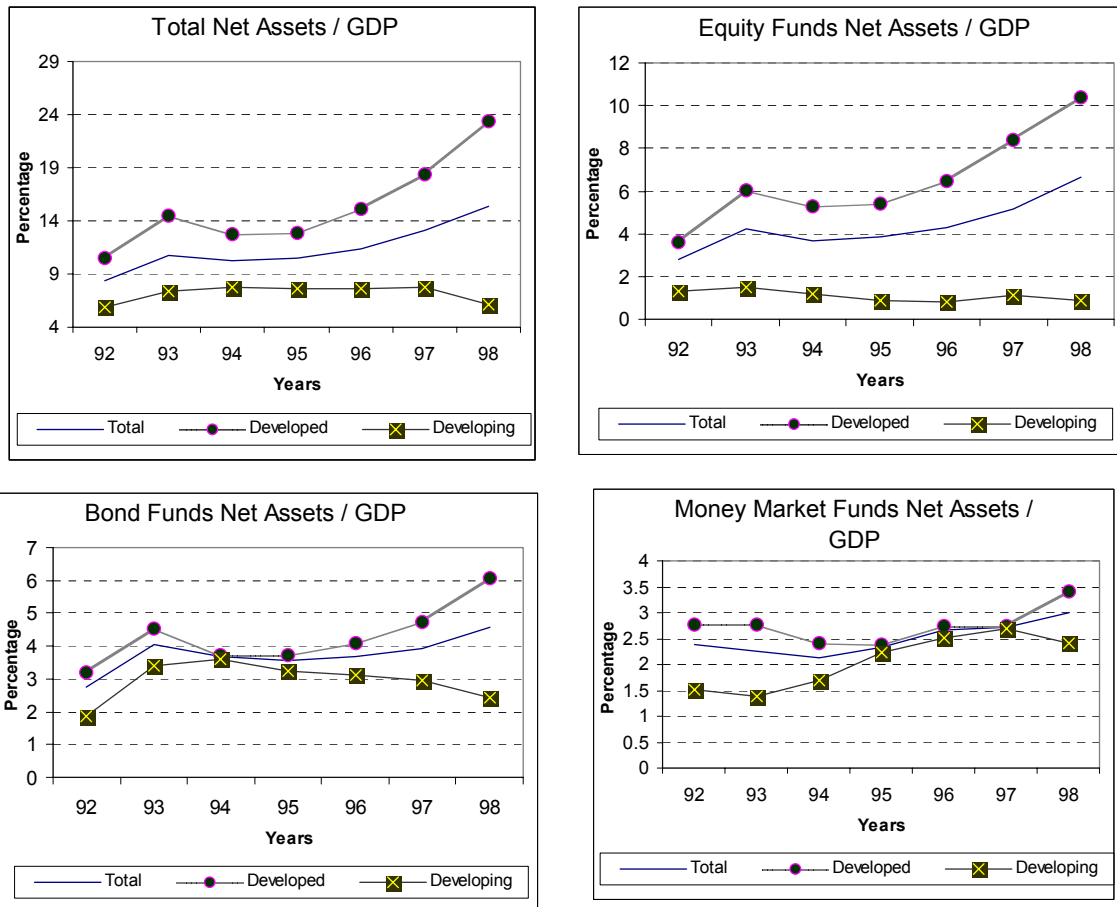 Total Net Assets / GDP
29
24
19
14
9
4
Percentage
92 93 94 95 96 97 98
Years
Total Developed Developing
Equity Funds Net Assets / GDP
12
10
8
6
4
2
0
Percentage
92 93 94 95 96 97 98
Years
Total Developed Developing
Bond Funds Net Assets / GDP
7
6
5
4
3
2
1
0
Percentage
92 93 94 95 96 97 98
Years
Total Developed Developing
Money Market Funds Net Assets /
GDP
4
3.5
3
2.5
2
1.5
1
0.5
0
Percentage
92 93 94 95 96 97 98
Years
Total Developed Developing